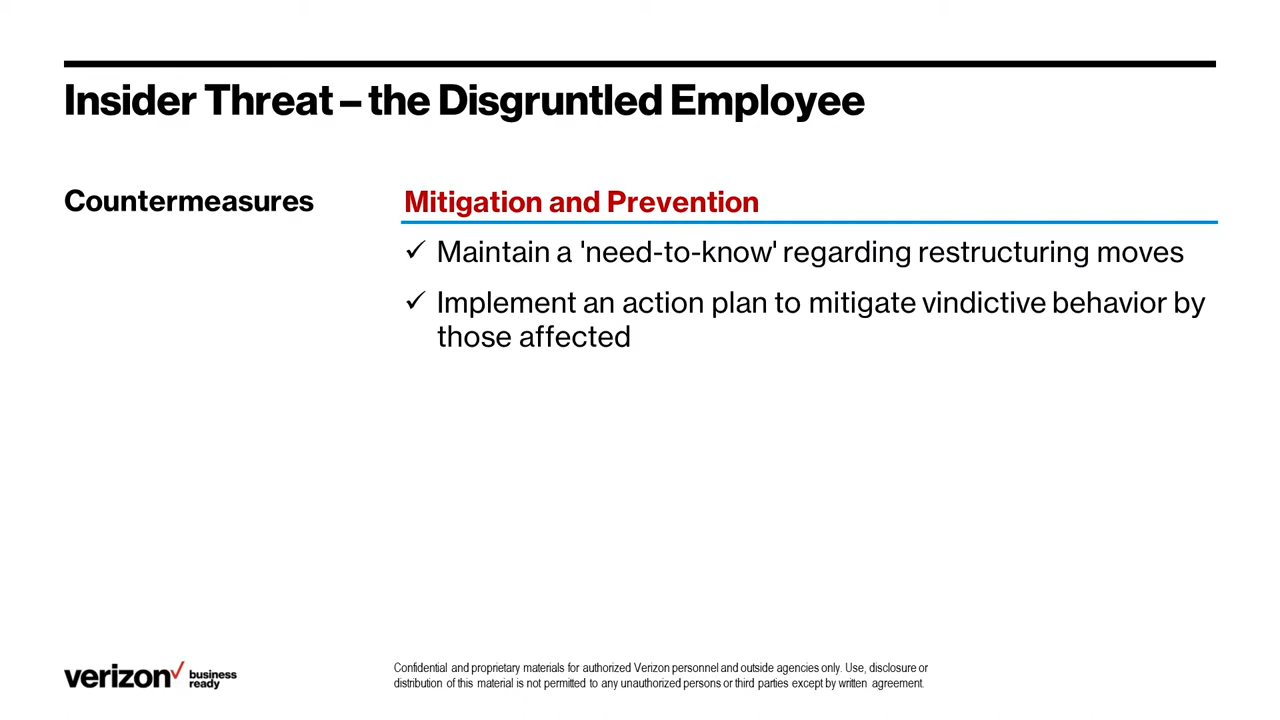 Insider Threat – the Disgruntled Employee
Countermeasures
Mitigation and Prevention
✓ Maintain a 'need-to-know' regarding restructuring moves
✓ Implement an action plan to mitigate vindictive behavior by
those affected
verizon✓ business
ready
Confidential and proprietary materials for authorized Verizon personnel and outside agencies only. Use, disclosure or
distribution of this material is not permitted to any unauthorized persons or third parties except by written agreement.